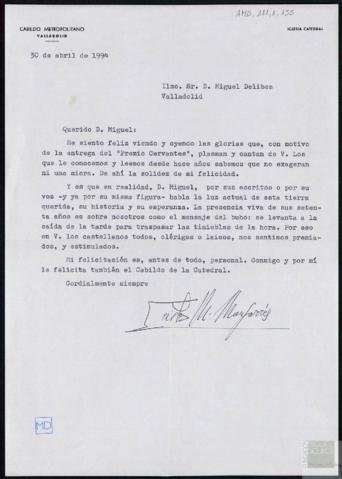 AMD, 111, 1, 155
CABILDO METROPOLITANO
VALLADOLID
IGLESIA CATEDRAL
30 de abril de 1994
Ilmo. Sr. D. Miguel Delibes
Valladolid
Querido D. Miguel:
Me siento feliz viendo y oyendo las glorias que, con motivo
de la entrega del "Premio Cervantes", plasman y cantan de V. Los
que le conocemos y leemos desde hace años sabemos que no exageran
ni una micra. De ahí la solidez de mi felicidad.
Y es que en realidad, D. Miguel, por sus escritos o por su
voz -y ya por su misma figura- habla la luz actual de esta tierra
querida, su historia y su esperanza. La presencia viva de sus seten-
ta años es sobre nosotros como el mensaje del buho: se levanta a la
caída de la tarde para traspasar las tinieblas de la hora. Por eso
en V. los castellanos todos, clérigos o laicos, nos sentimos premia-
dos, y estimulados.
Mi felicitación es, antes de todo, personal. Conmigo y por mí
le felicita también el Cabildo de la Catedral.
Cordialmente siempre
MD